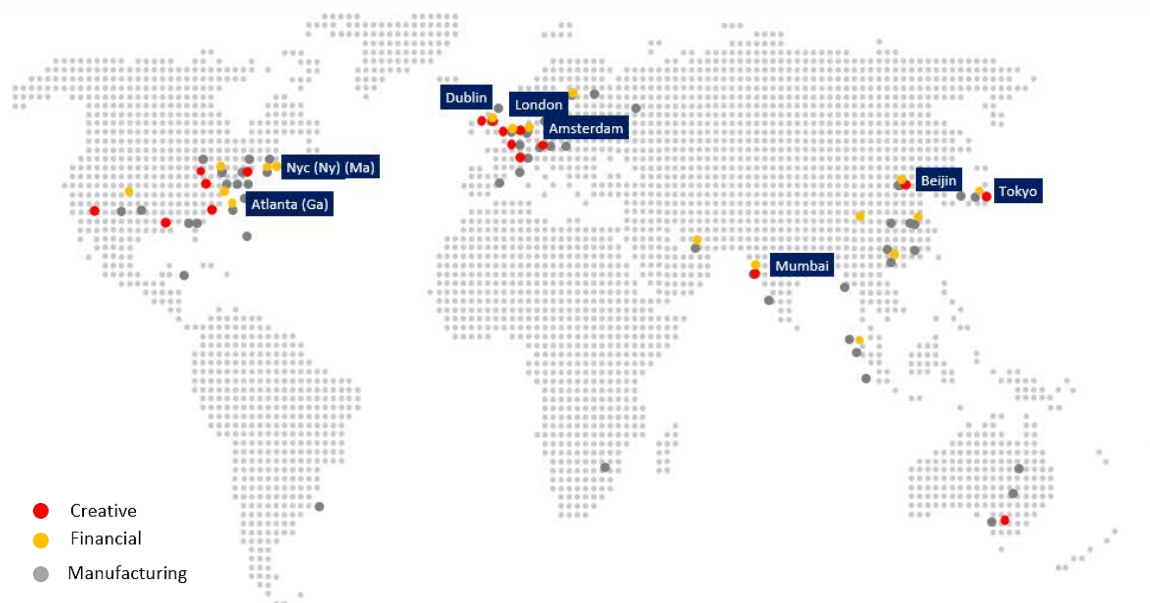 Dublin
London
Amsterdam
Nyc (Ny) (Ma)
Atlanta (Ga)
Beijin
Tokyo
Mumbai
Creative
Financial
Manufacturing